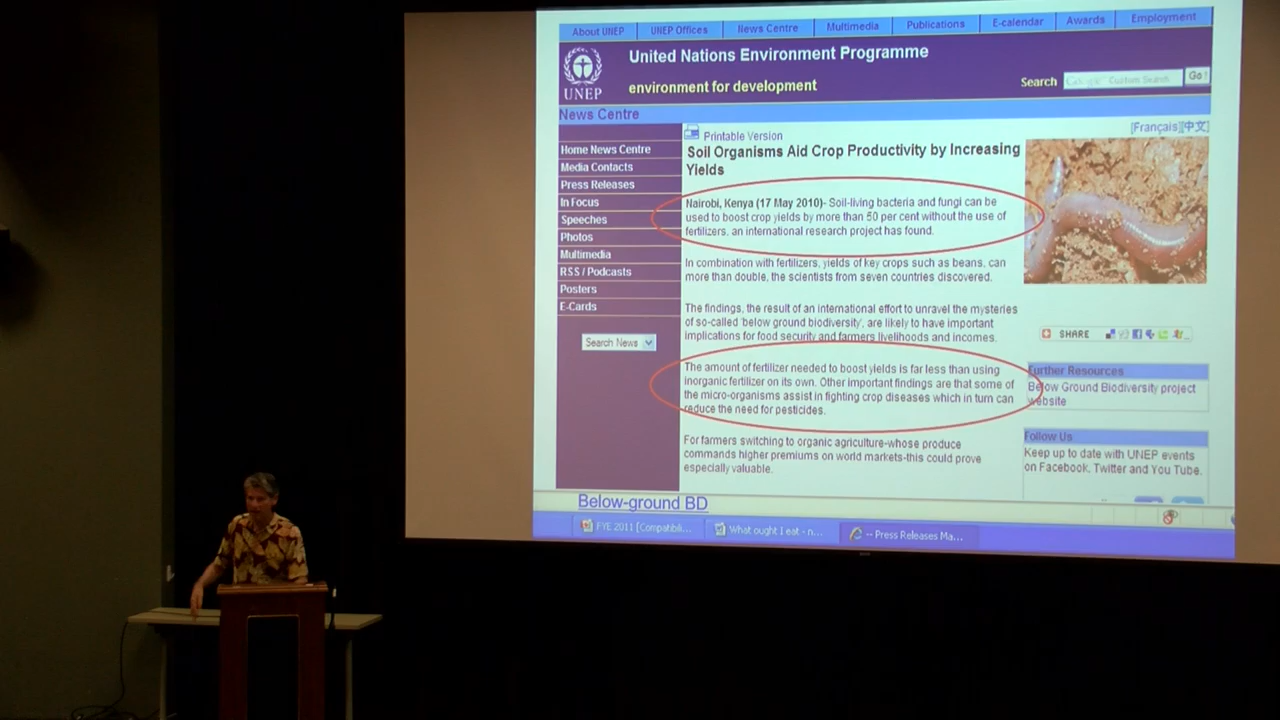 About UNEP
UNEP Offices
News Centre
Multimedia
Publications
E-calendar
Awards
Employment
UNEP
United Nations Environment Programme
environment for development
Search
Custom Search
Go!
News Centre
[Français][中文]
Home News Centre
Media Contacts
Press Releases
In Focus
Speeches
Photos
Multimedia
RSS / Podcasts
Posters
E-Cards
Search News
Printable Version
Soil Organisms Aid Crop Productivity by Increasing
Yields
Nairobi, Kenya (17 May 2010)- Soil-living bacteria and fungi can be
used to boost crop yields by more than 50 per cent without the use of
fertilizers, an international research project has found.
In combination with fertilizers, yields of key crops such as beans, can
more than double, the scientists from seven countries discovered.
The findings, the result of an international effort to unravel the mysteries
of so-called 'below ground biodiversity', are likely to have important
implications for food security and farmers livelihoods and incomes.
The amount of fertilizer needed to boost yields is far less than using
inorganic fertilizer on its own. Other important findings are that some of
the micro-organisms assist in fighting crop diseases which in turn can
reduce the need for pesticides.
For farmers switching to organic agriculture-whose produce
commands higher premiums on world markets-this could prove
especially valuable.
SHARE
Further Resources
Below Ground Biodiversity project
website
Follow Us
Keep up to date with UNEP events
on Facebook, Twitter and You Tube.
Below-ground BD
FYE 2011 [Compatibili...
What ought I eat - n...
-- Press Releases Ma...